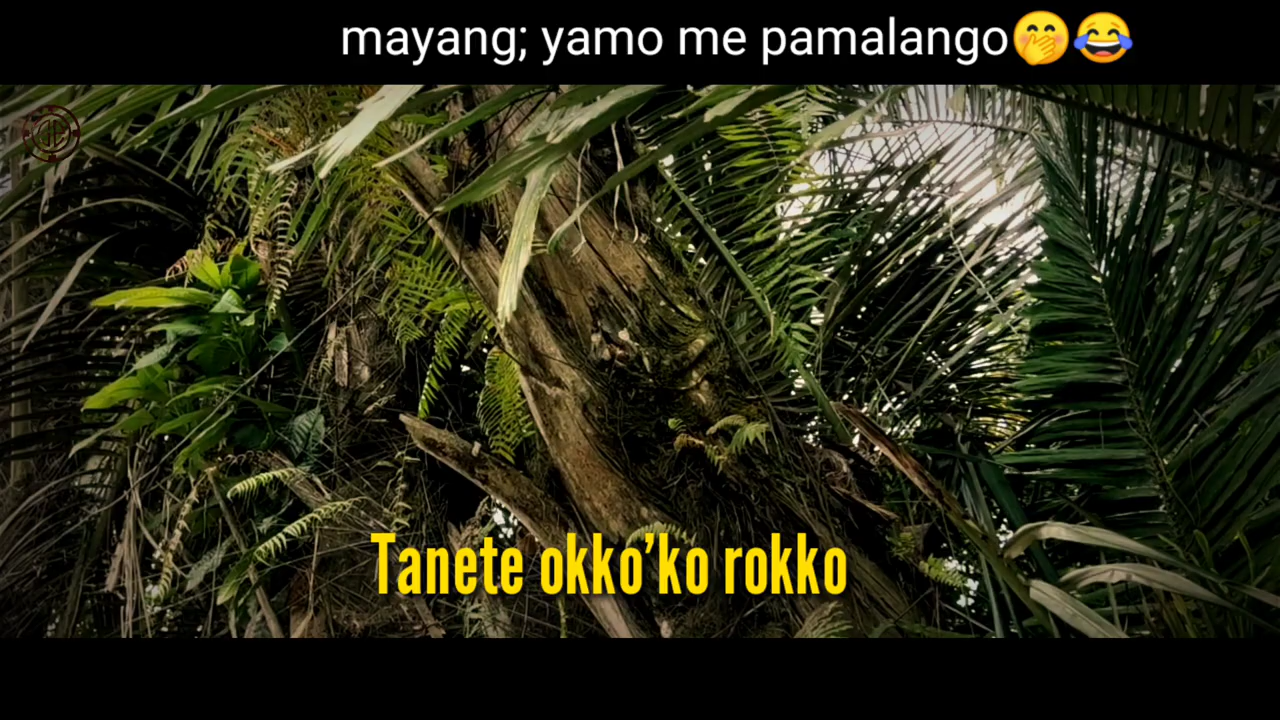 mayang; yamo me pamalango🤭😂
Tanete okko’ko rokko